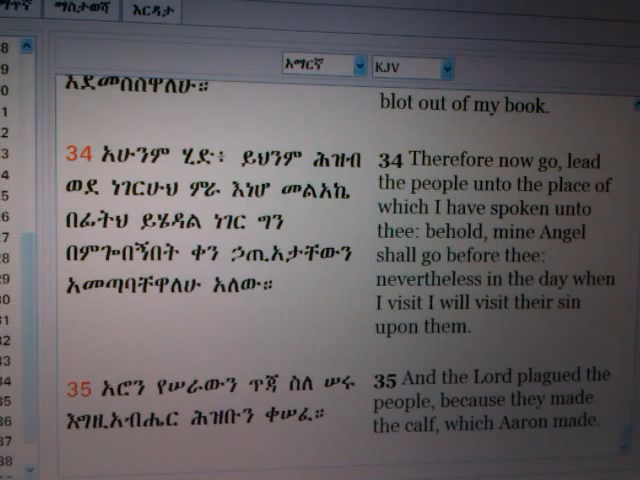 ማስታወሻ
እርዳታ
አማርኛ
KJV
blot out of my book.
34 አሁንም ሂድ፥ ይህንም ሕዝብ
ወደ ነገርሁህ ምራ እነሆ መልአኬ
በፊትህ ይሄዳል ነገር ግን
በምጐበኝበት ቀን ኃጢአታቸውን
አመጣባቸዋለሁ አለው።
34 Therefore now go, lead
the people unto the place of
which I have spoken unto
thee: behold, mine Angel
shall go before thee:
nevertheless in the day when
I visit I will visit their sin
upon them.
35 አሮን የሠራውን ጥጃ ስለ ሠሩ
እግዚአብሔር ሕዝቡን ቀሠፈ።
35 And the Lord plagued the
people, because they made
the calf, which Aaron made.